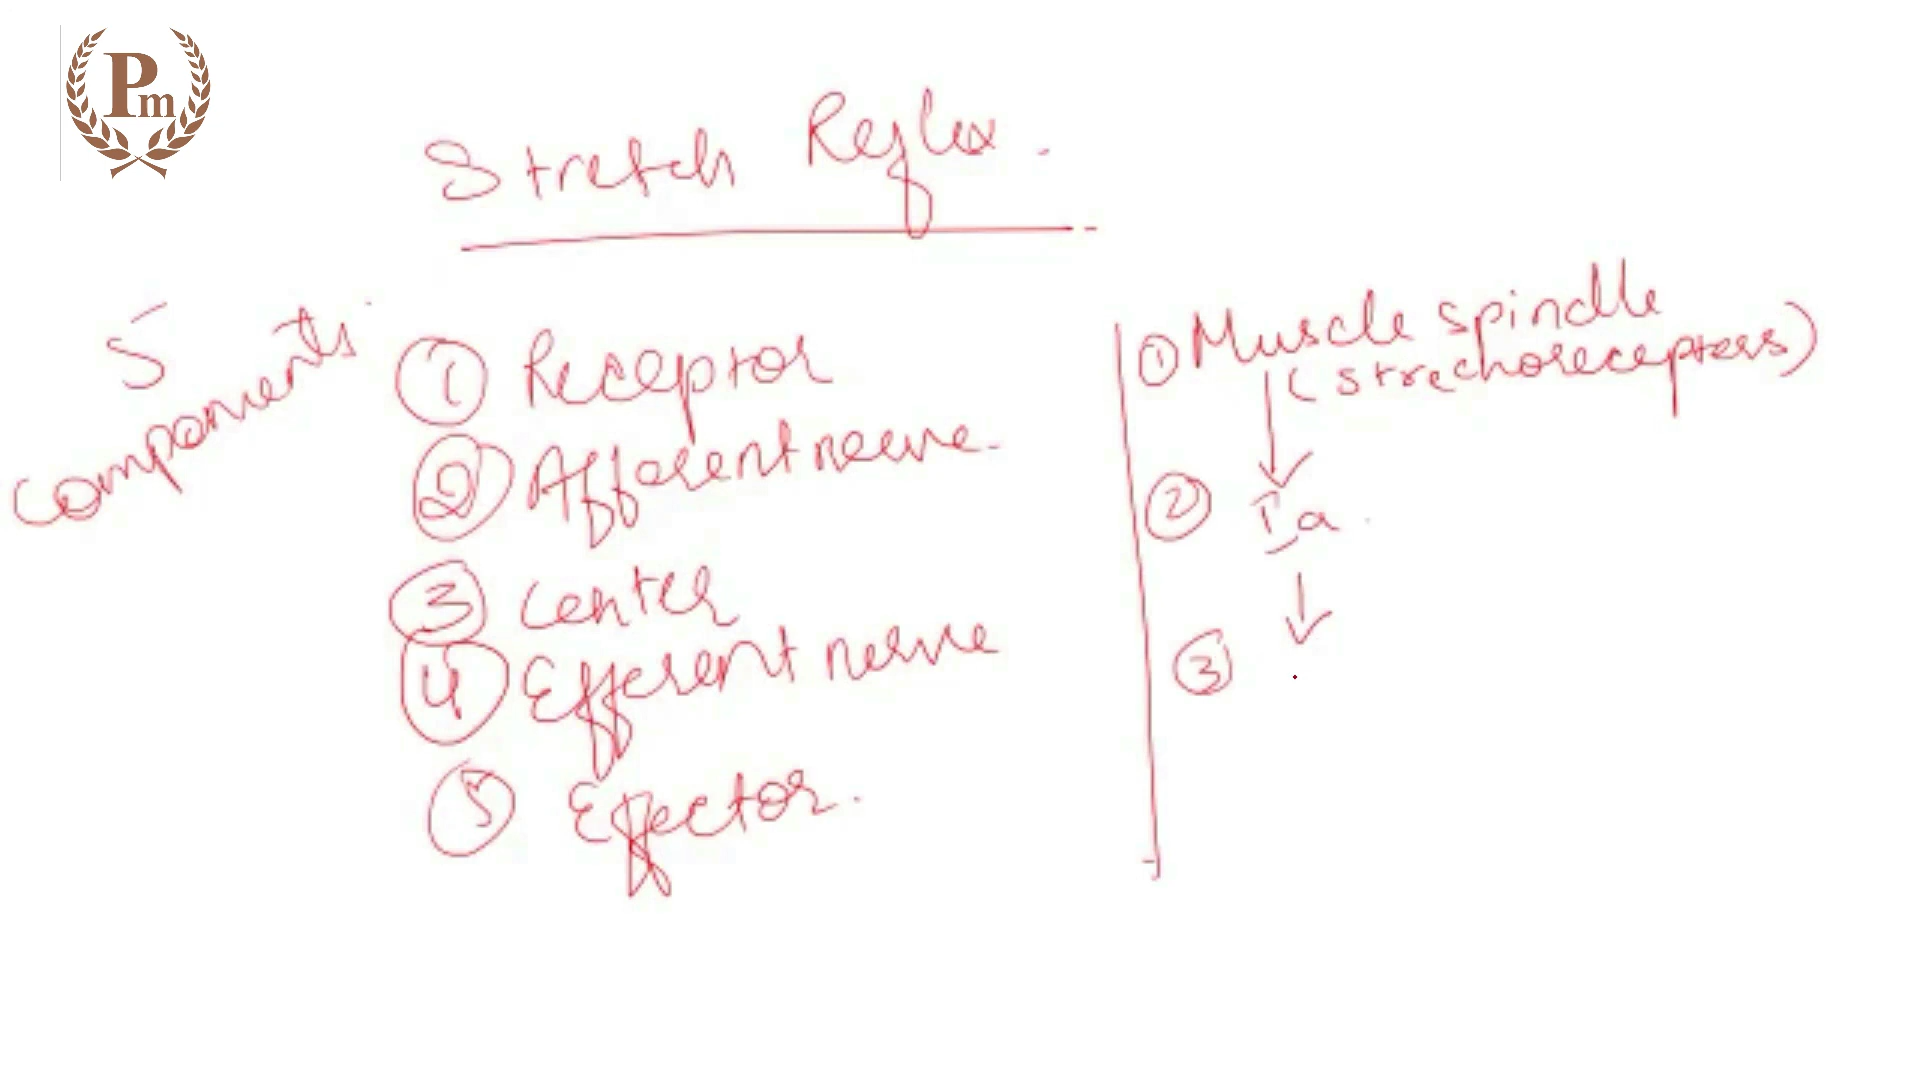 Pm
Stretch Reflex.
5
components
① Receptor
② Afferent nerve.
③ Center
④ Efferent nerve
⑤ Effector.
① Muscle spindle
(strechoreceptors)
② Ia.
③